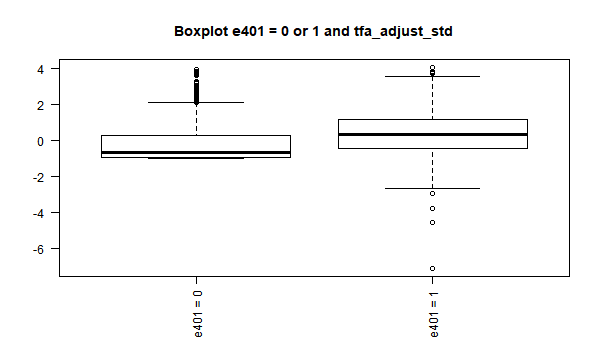 Boxplot e401 = 0 or 1 and tfa_adjust_std
4
2
0
-2
-4
-6
e401 = 0
e401 = 1